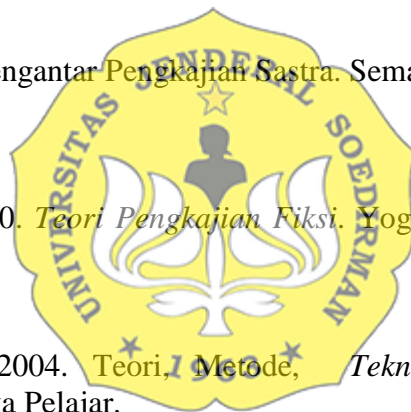 engantar Pengkajian Sastra. Sema
0. Teori Pengkajian Fiksi. Yog
2004. Teori, Metode, Tekn
a Pelajar.
UNIVERSITAS JENDERAL SOEDIRMAN
1963